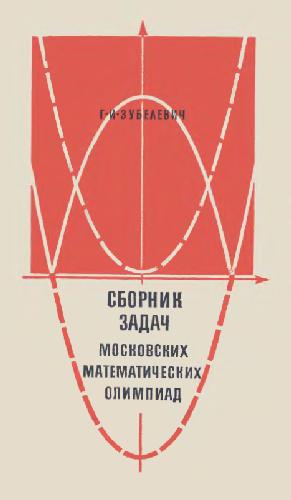 Г·И·ЗУБЕЛЕВИЧ
СБОРНИК
ЗАДАЧ
МОСКОВСКИХ
МАТЕМАТИЧЕСКИХ
ОЛИМПИАД